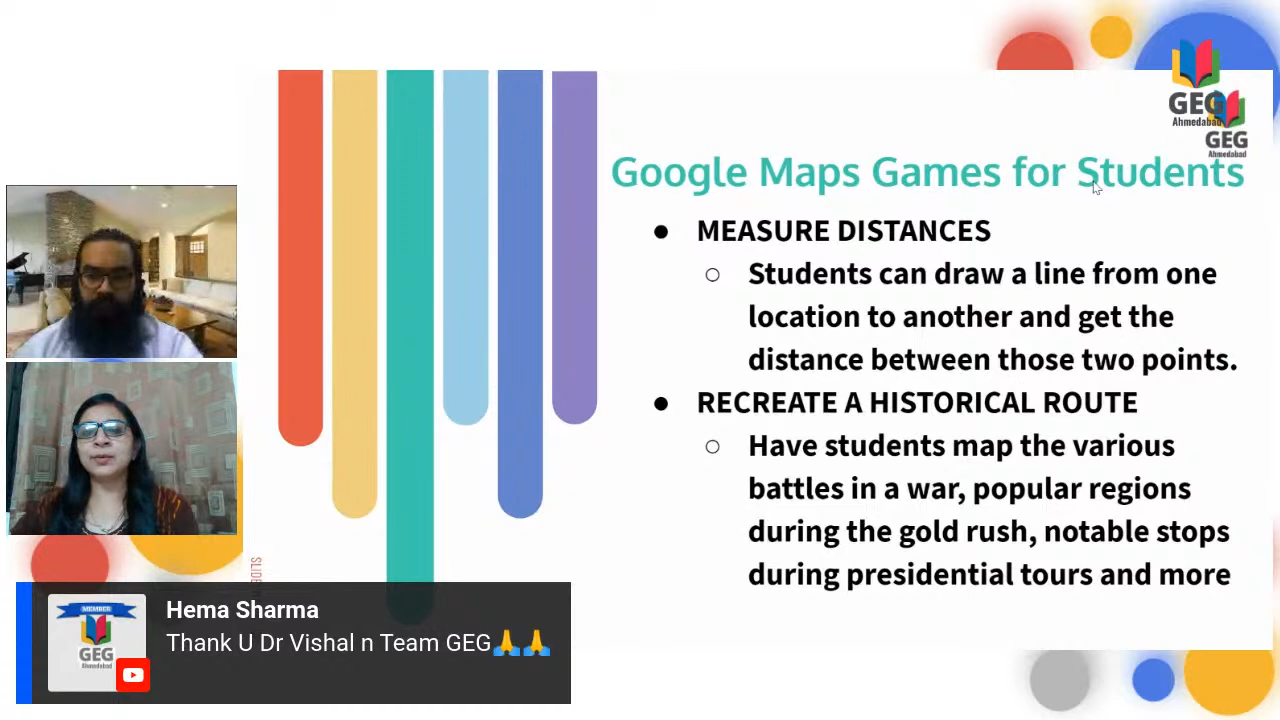 GEG
Ahmedabad
GEG
Ahmedabad
Google Maps Games for Students
● MEASURE DISTANCES
○ Students can draw a line from one
location to another and get the
distance between those two points.
● RECREATE A HISTORICAL ROUTE
○ Have students map the various
battles in a war, popular regions
during the gold rush, notable stops
during presidential tours and more
MEMBER
GEG
Ahmedabad
Hema Sharma
Thank U Dr Vishal n Team GEG🙏🙏